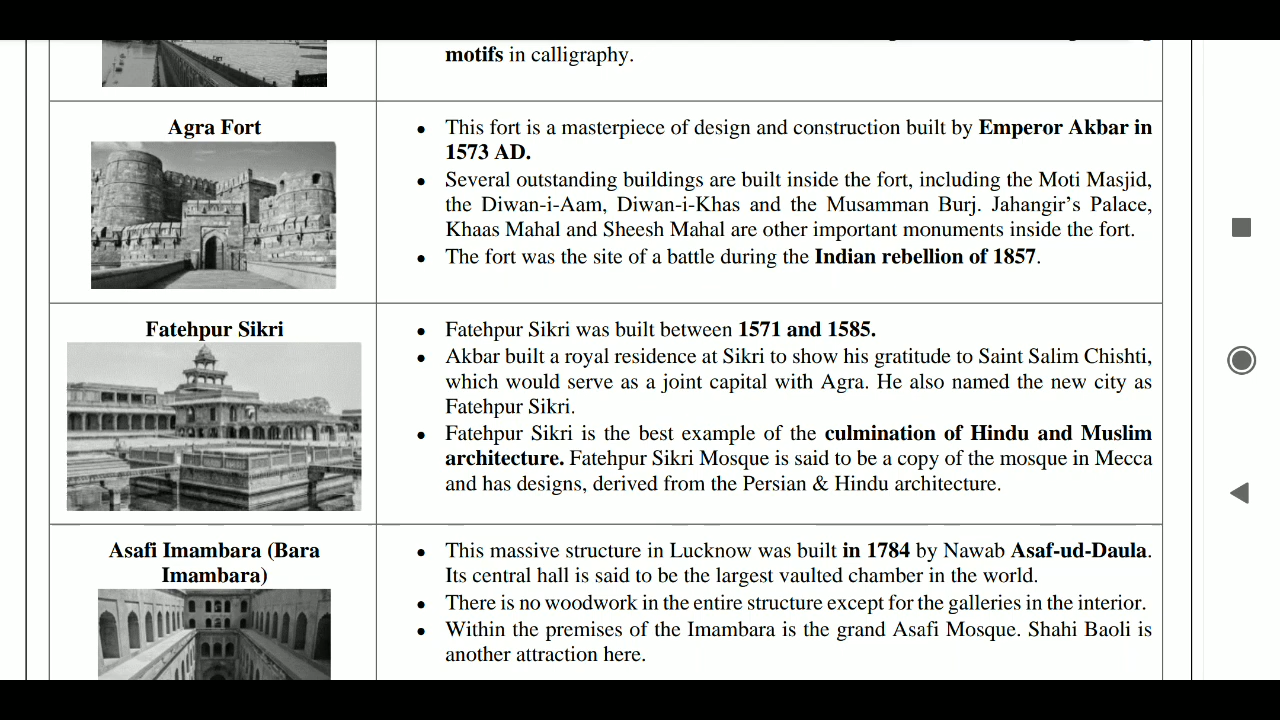 motifs in calligraphy.
Agra Fort
This fort is a masterpiece of design and construction built by Emperor Akbar in
1573 AD.
Several outstanding buildings are built inside the fort, including the Moti Masjid,
the Diwan-i-Aam, Diwan-i-Khas and the Musamman Burj. Jahangir’s Palace,
Khaas Mahal and Sheesh Mahal are other important monuments inside the fort.
The fort was the site of a battle during the Indian rebellion of 1857.
Fatehpur Sikri
Fatehpur Sikri was built between 1571 and 1585.
Akbar built a royal residence at Sikri to show his gratitude to Saint Salim Chishti,
which would serve as a joint capital with Agra. He also named the new city as
Fatehpur Sikri.
Fatehpur Sikri is the best example of the culmination of Hindu and Muslim
architecture. Fatehpur Sikri Mosque is said to be a copy of the mosque in Mecca
and has designs, derived from the Persian & Hindu architecture.
Asafi Imambara (Bara
Imambara)
This massive structure in Lucknow was built in 1784 by Nawab Asaf-ud-Daula.
Its central hall is said to be the largest vaulted chamber in the world.
There is no woodwork in the entire structure except for the galleries in the interior.
Within the premises of the Imambara is the grand Asafi Mosque. Shahi Baoli is
another attraction here.